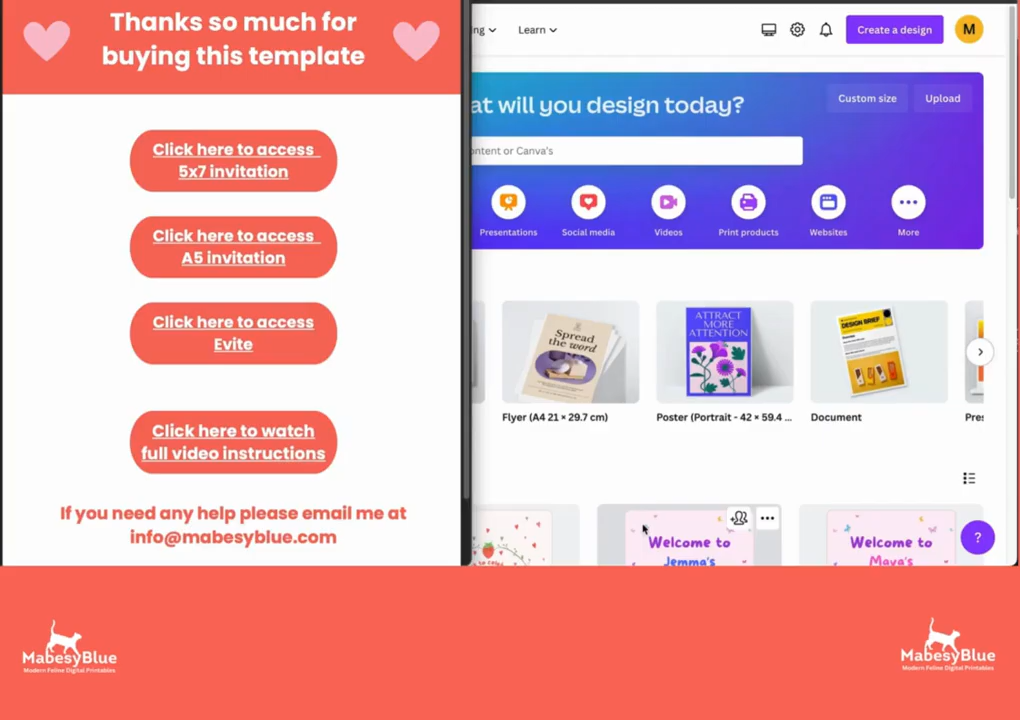 Thanks so much for
buying this template
Click here to access
5x7 invitation
Click here to access
A5 invitation
Click here to access
Evite
Click here to watch
full video instructions
If you need any help please email me at
info@mabesyblue.com
ng
Learn
Create a design
M
at will you design today?
Custom size
Upload
ontent or Canva's
Presentations
Social media
Videos
Print products
Websites
More
Spread
the word
ATTRACT
MORE
ATTENTION
DESIGN BRIEF
Flyer (A4 21 × 29.7 cm)
Poster (Portrait - 42 × 59.4 ...
Document
Pres
Welcome to
Jemma's
Welcome to
Maya's
?
MabesyBlue
Modern Feline Digital Printables
MabesyBlue
Modern Feline Digital Printables